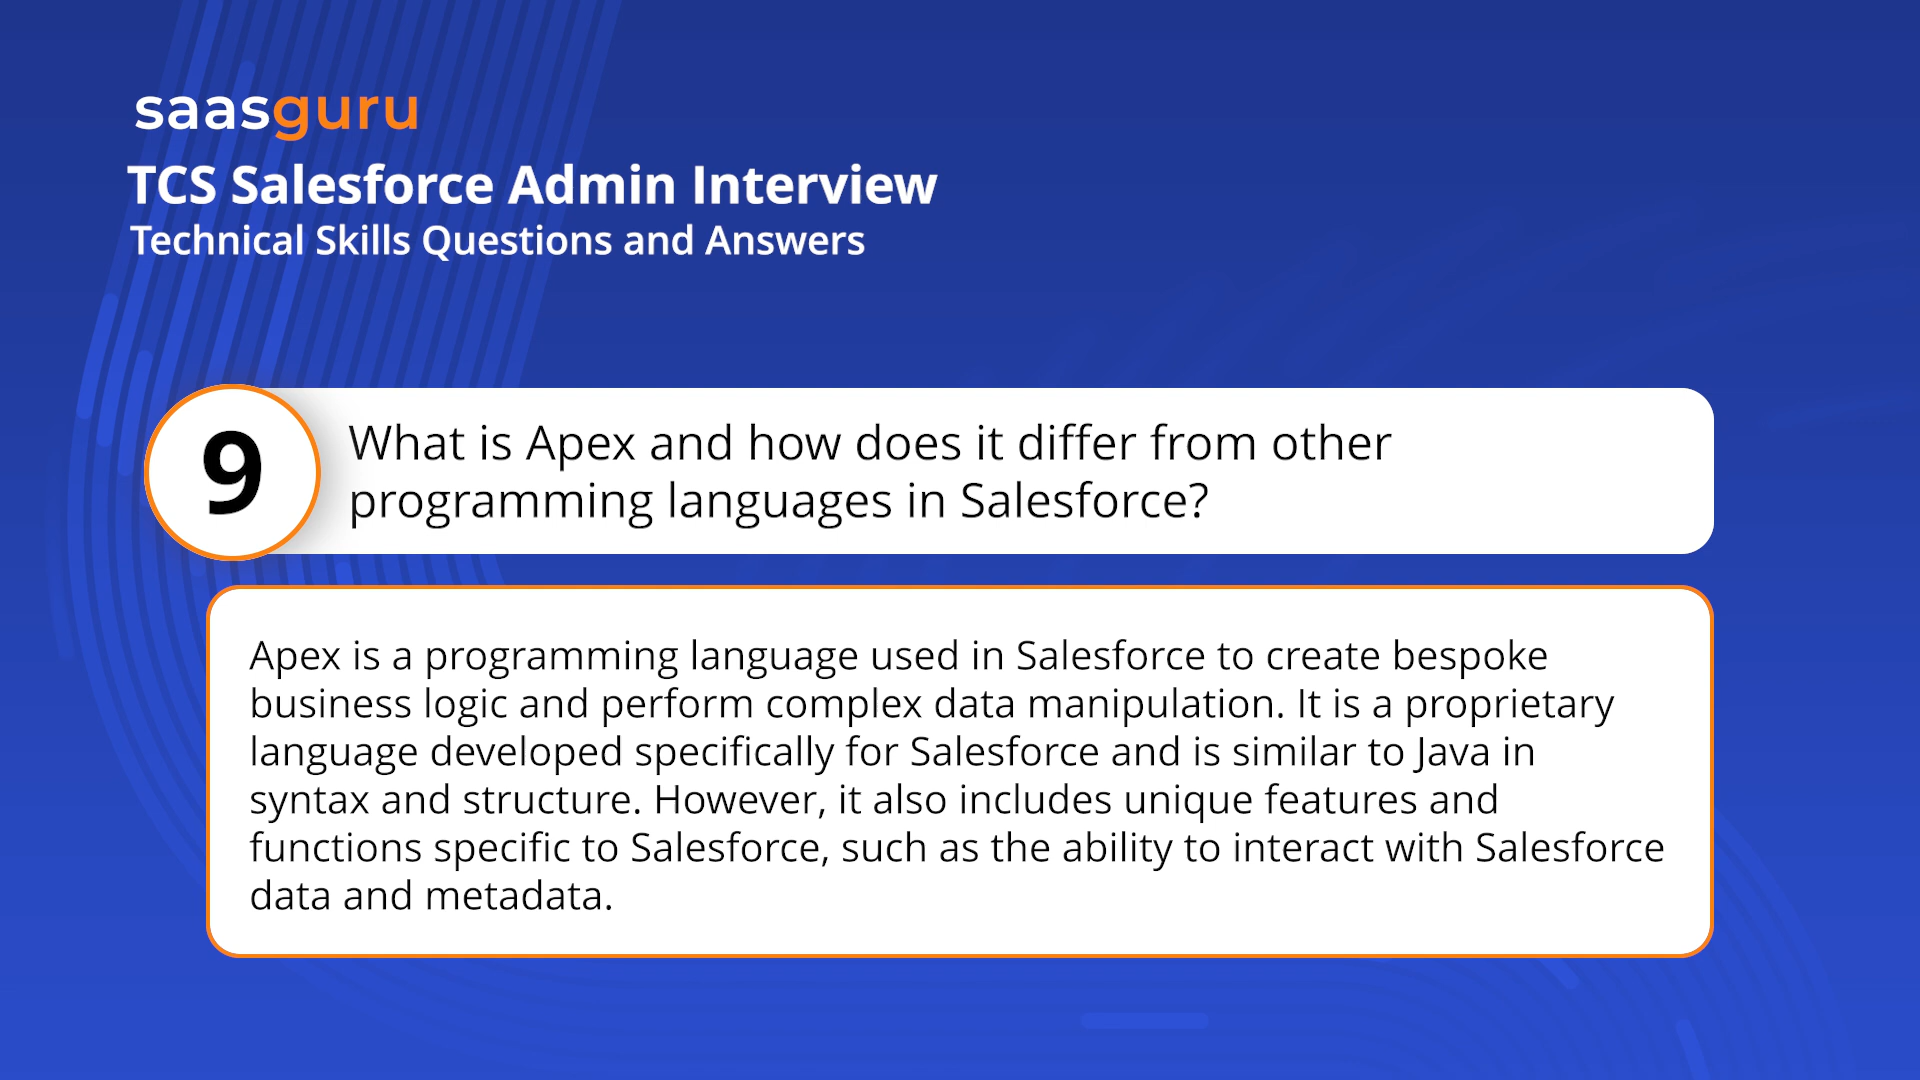 saasguru
TCS Salesforce Admin Interview
Technical Skills Questions and Answers
9
What is Apex and how does it differ from other
programming languages in Salesforce?
Apex is a programming language used in Salesforce to create bespoke
business logic and perform complex data manipulation. It is a proprietary
language developed specifically for Salesforce and is similar to Java in
syntax and structure. However, it also includes unique features and
functions specific to Salesforce, such as the ability to interact with Salesforce
data and metadata.